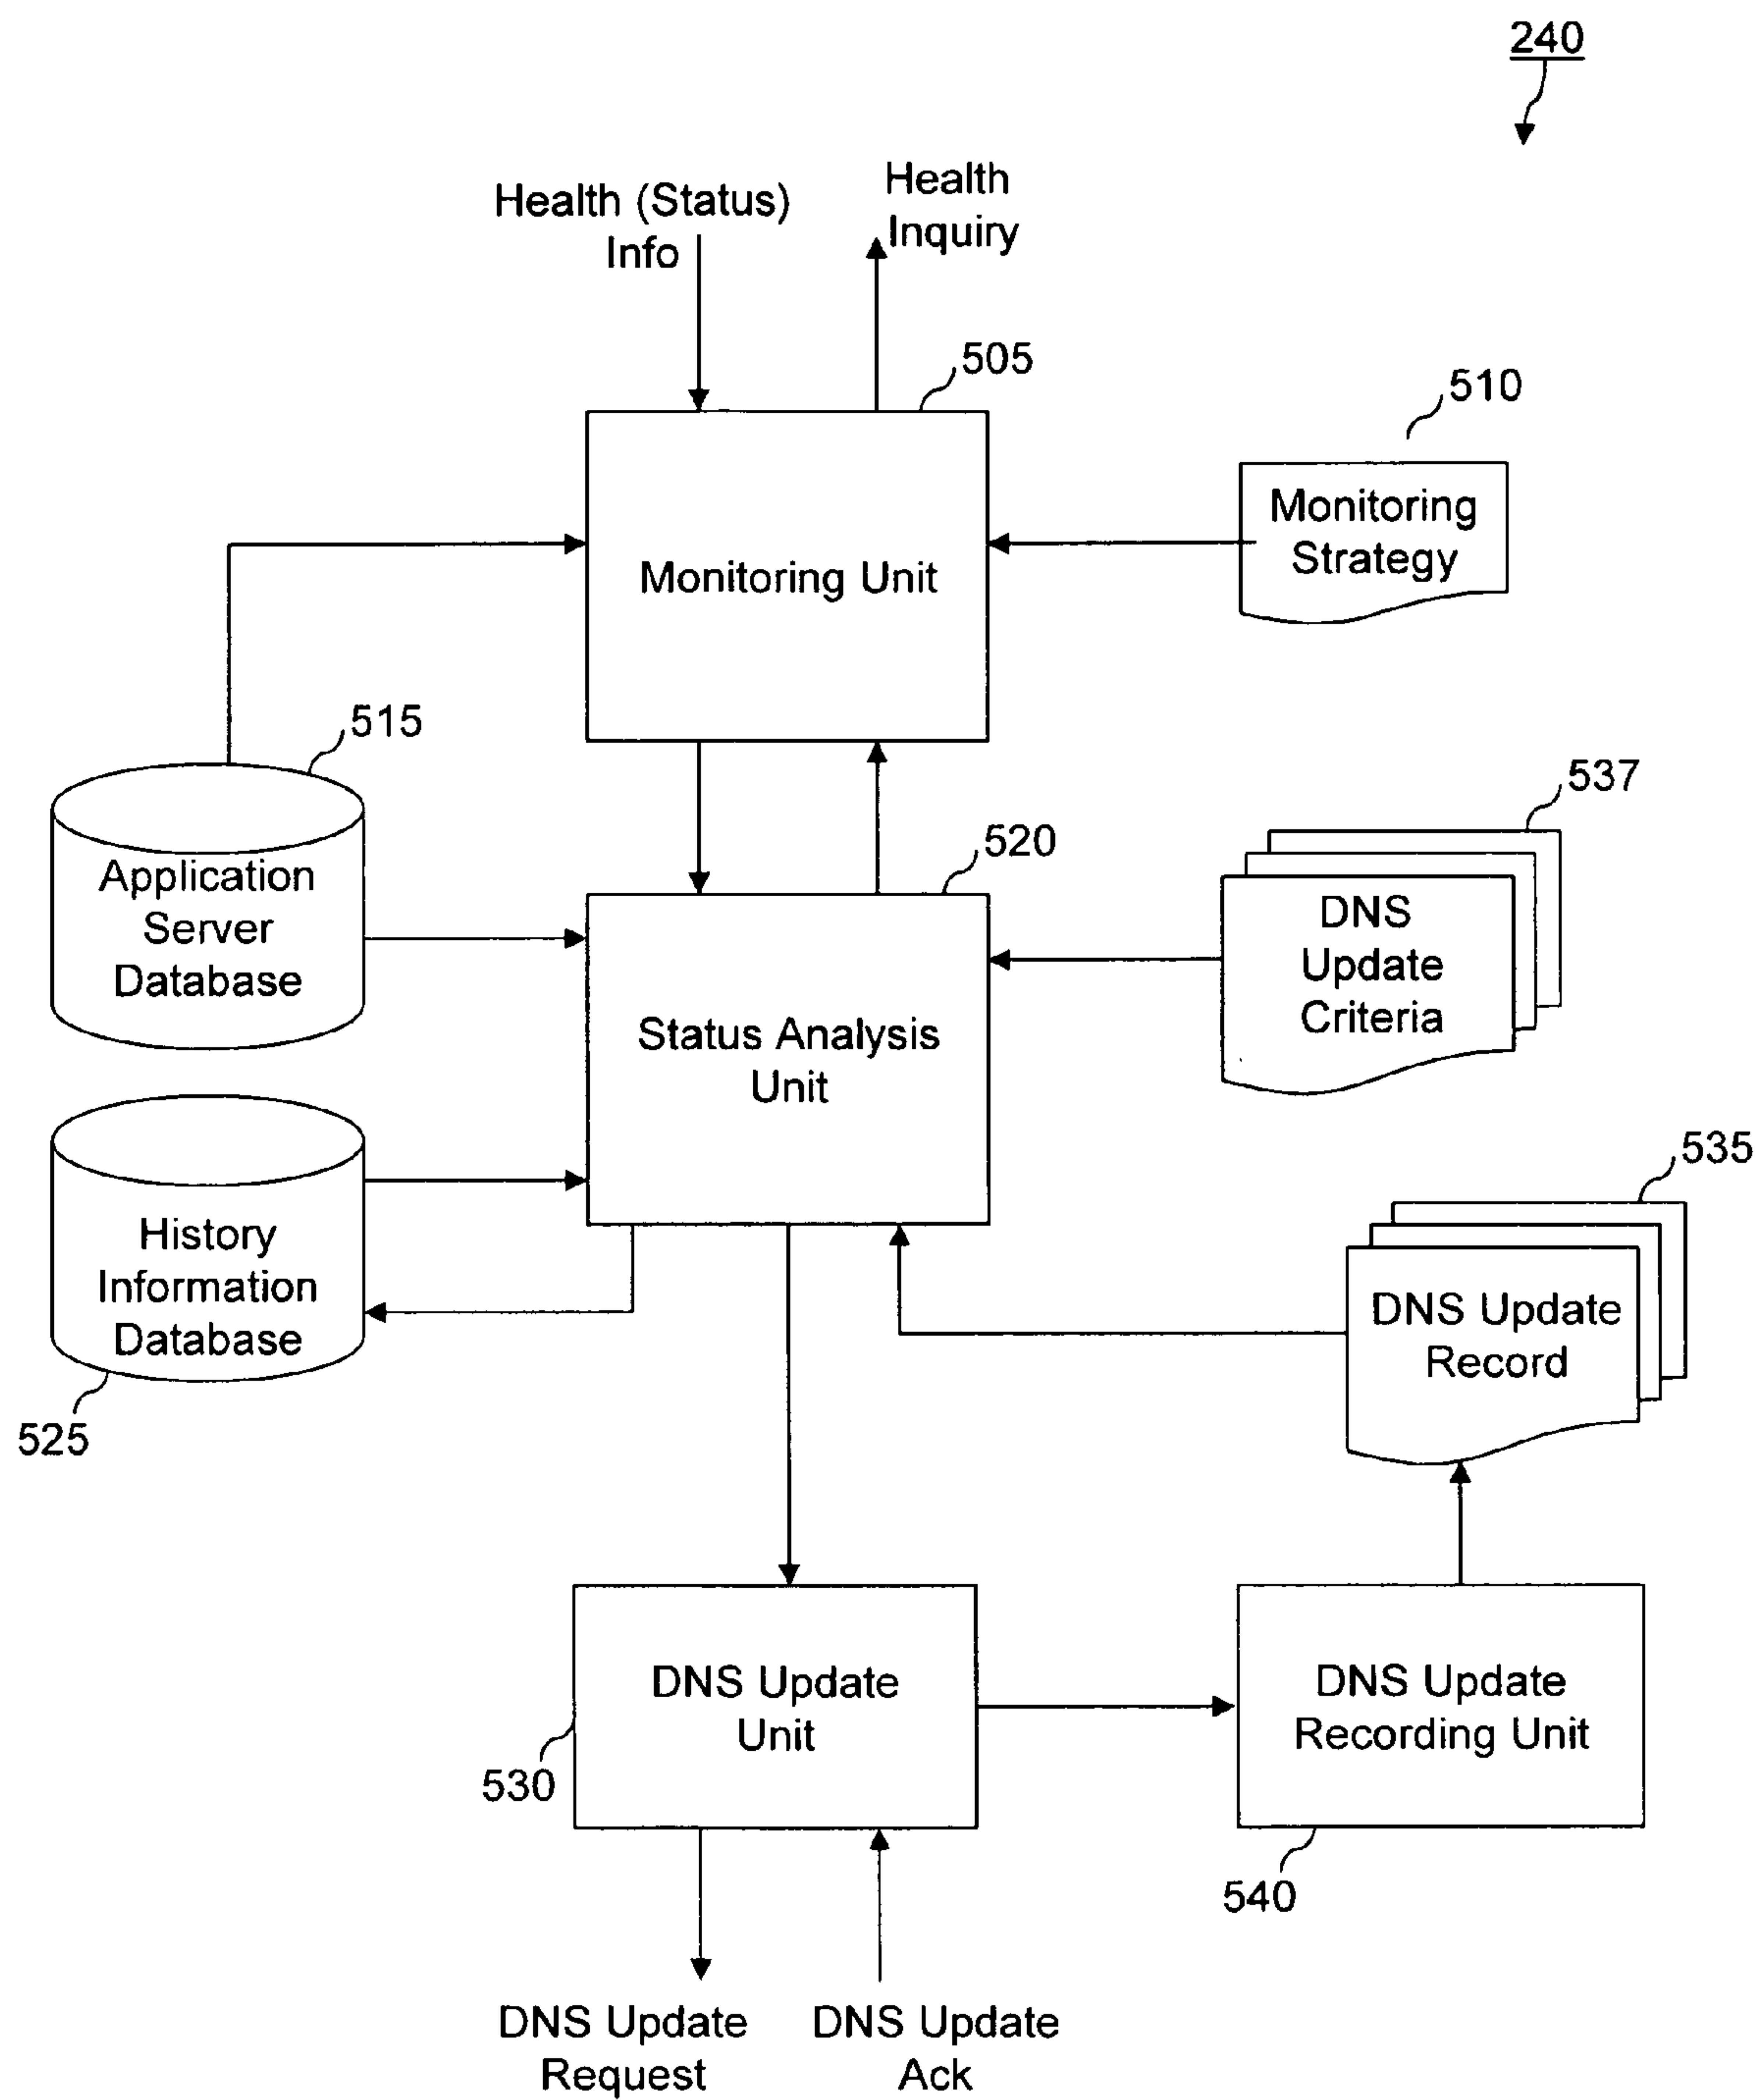 240
Health (Status)
Info
Health
Inquiry
505
510
Monitoring
Strategy
Monitoring Unit
515
537
520
Application
Server
Database
DNS
Update
Criteria
Status Analysis
Unit
535
History
Information
Database
DNS Update
Record
525
DNS Update
Unit
DNS Update
Recording Unit
530
540
DNS Update
Request
DNS Update
Ack